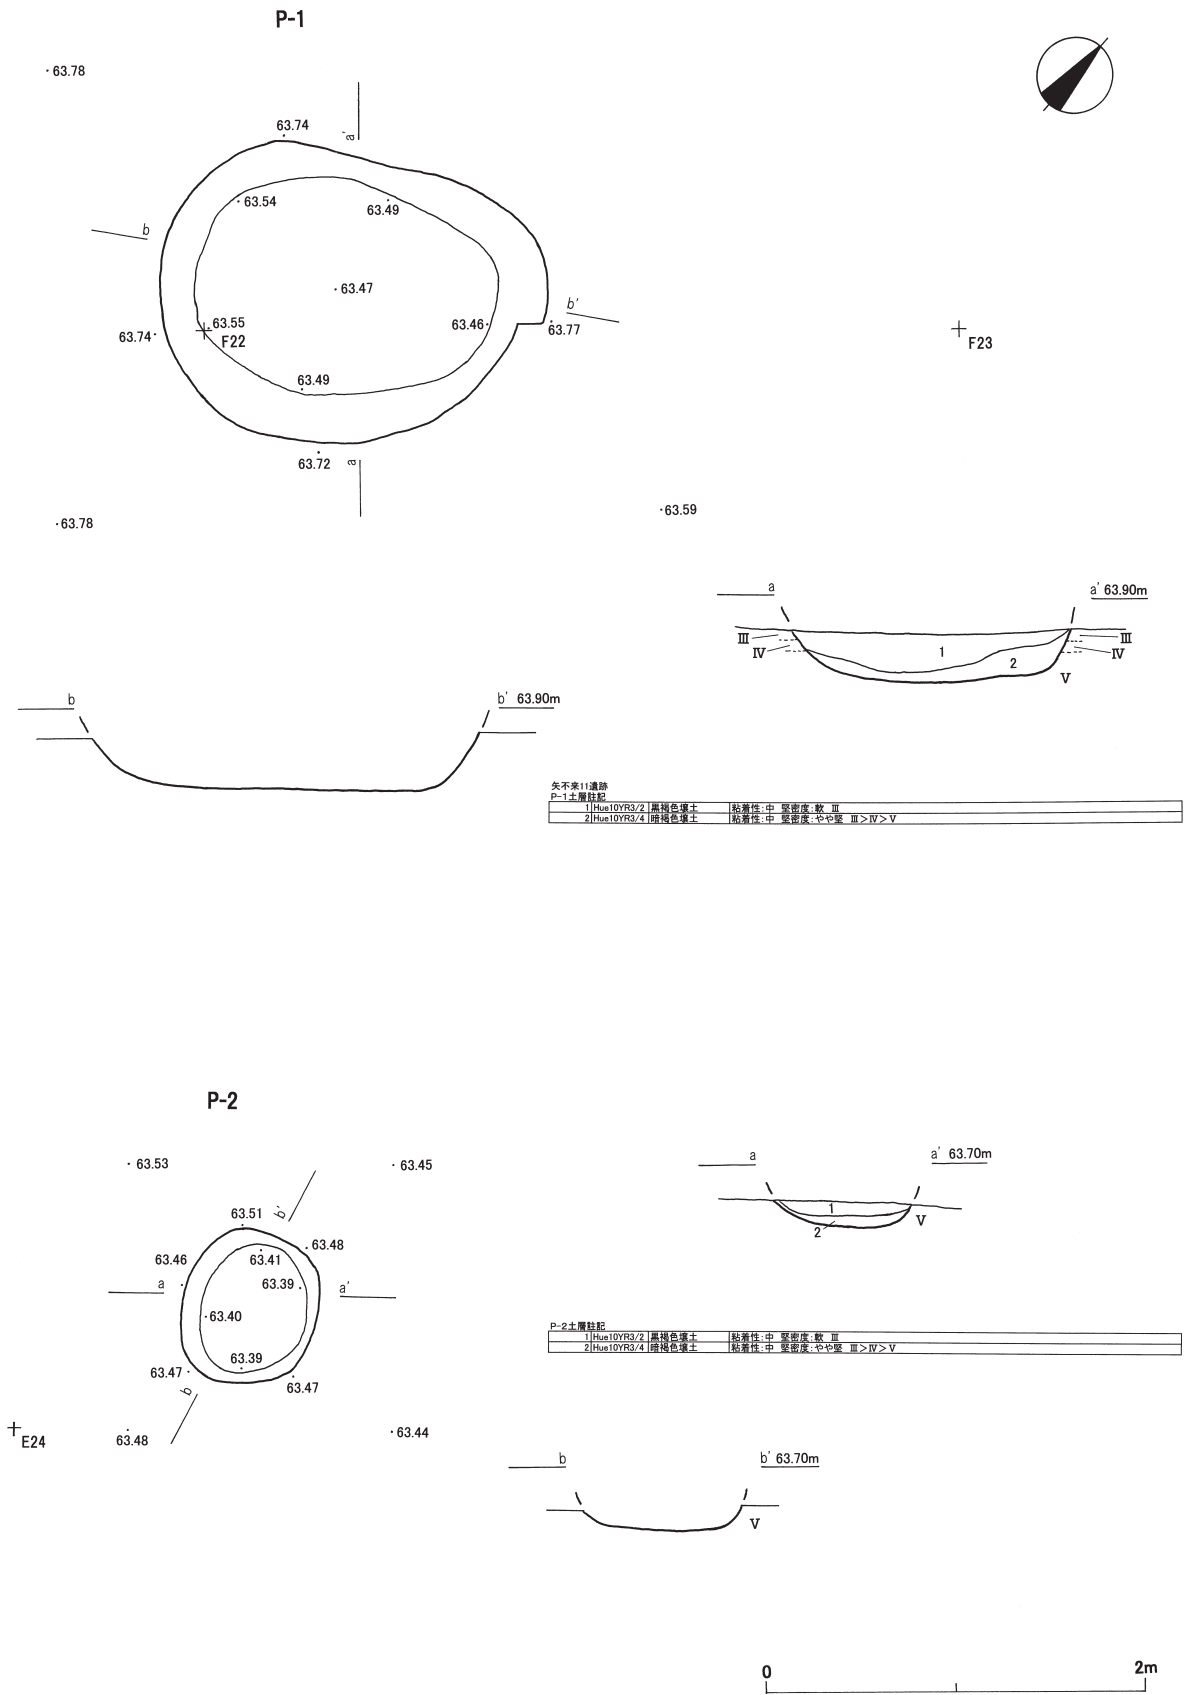 P-1
63.78
63.74
a'
63.54
63.49
b
63.47
b'
63.55
63.46
63.77
63.74
F22
F23
63.49
63.72
a
63.78
63.59
a
a' 63.90m
Ⅲ
Ⅲ
Ⅳ
1
Ⅳ
2
Ⅴ
b
b' 63.90m
矢不来11遺跡
P-1土層註記
1 Hue10YR3/2 黒褐色壌土 粘着性:中 堅密度:軟 Ⅲ
2 Hue10YR3/4 暗褐色壌土 粘着性:中 堅密度:やや堅 Ⅲ>Ⅳ>Ⅴ
P-2
63.53
63.45
a
a' 63.70m
63.51
b'
63.48
63.46
63.41
1
Ⅴ
2
a
63.39
a'
63.40
63.39
63.47
63.47
b
P-2土層註記
1 Hue10YR3/2 黒褐色壌土 粘着性:中 堅密度:軟 Ⅲ
2 Hue10YR3/4 暗褐色壌土 粘着性:中 堅密度:やや堅 Ⅲ>Ⅳ>Ⅴ
E24
63.48
63.44
b
b' 63.70m
Ⅴ
0
2m